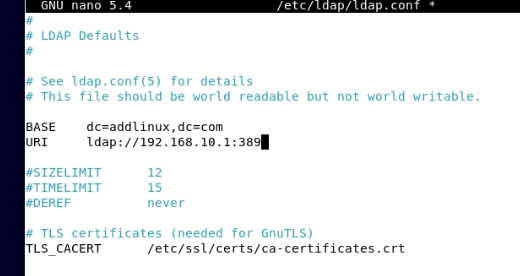 GNU nano 5.4 /etc/ldap/ldap.conf *
#
# LDAP Defaults
#
# See ldap.conf(5) for details
# This file should be world readable but not world writable.
BASE dc=addlinux,dc=com
URI ldap://192.168.10.1:389
#SIZELIMIT 12
#TIMELIMIT 15
#DEREF never
# TLS certificates (needed for GnuTLS)
TLS_CACERT /etc/ssl/certs/ca-certificates.crt